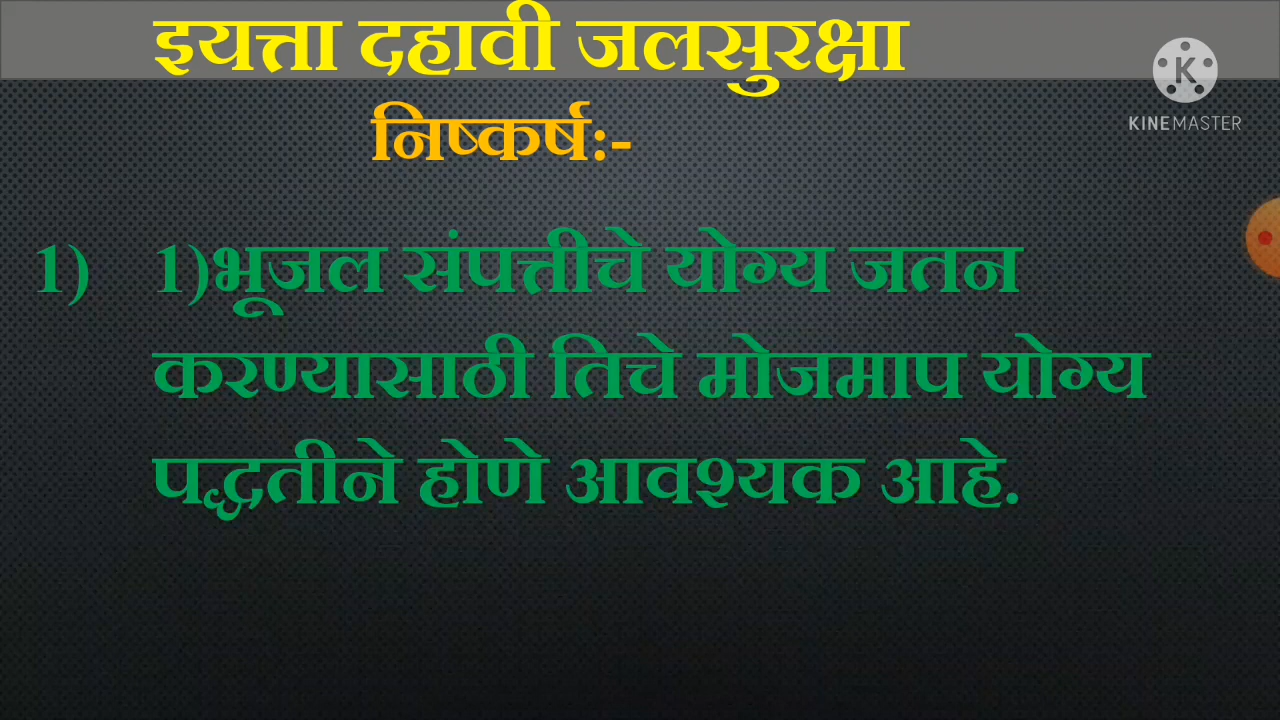 इयत्ता दहावी जलसुरक्षा
K
KINEMASTER
निष्कर्ष:-
1) 1)भूजल संपत्तीचे योग्य जतन
करण्यासाठी तिचे मोजमाप योग्य
पद्धतीने होणे आवश्यक आहे.